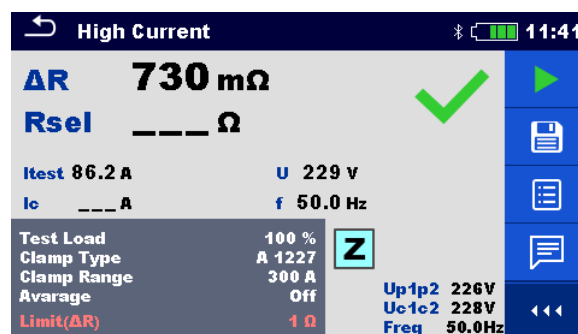 High Current 11:41
ΔR 730 mΩ
Rsel ___ Ω
Itest 86.2 A U 229 V
Ic ___ A f 50.0 Hz
Test Load 100 %
Clamp Type A 1227
Clamp Range 300 A
Avarage Off
Limit(ΔR) 1 Ω
Z
Up1p2 226V
Uc1c2 228V
Freq 50.0Hz